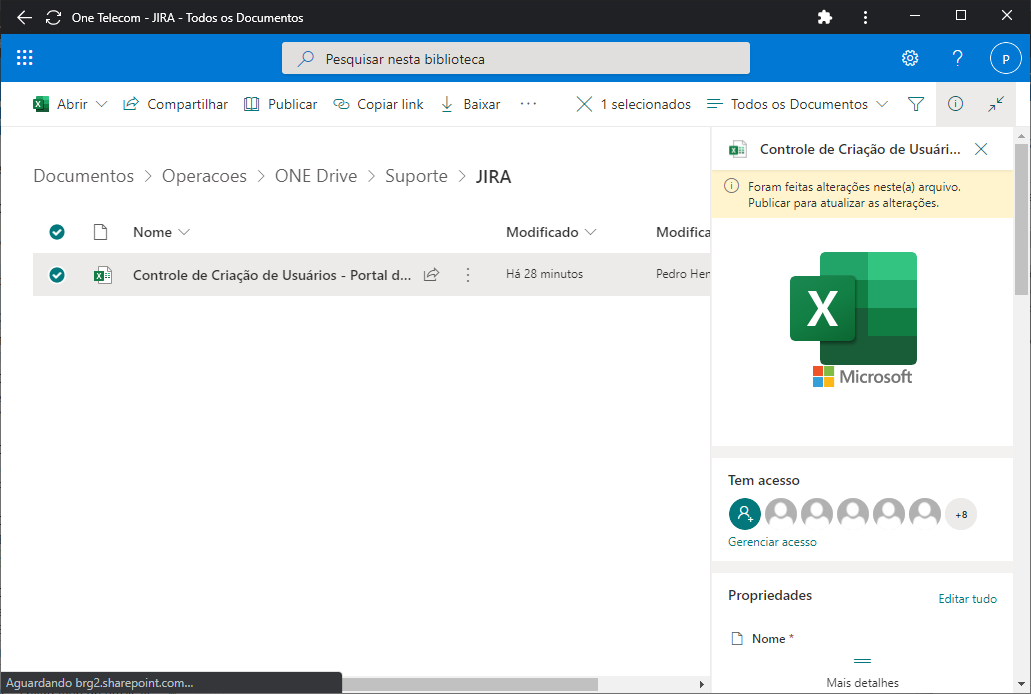 One Telecom - JIRA - Todos os Documentos
Pesquisar nesta biblioteca
?
P
Abrir
Compartilhar
Publicar
Copiar link
Baixar
1 selecionados
Todos os Documentos
Documentos > Operacoes > ONE Drive > Suporte > JIRA
Nome
Modificado
Modifica
Controle de Criação de Usuários - Portal d...
Há 28 minutos
Pedro Hen
Controle de Criação de Usuári...
Foram feitas alterações neste(a) arquivo.
Publicar para atualizar as alterações.
X
Microsoft
Tem acesso
+8
Gerenciar acesso
Propriedades
Editar tudo
Nome *
Mais detalhes
Aguardando brg2.sharepoint.com...